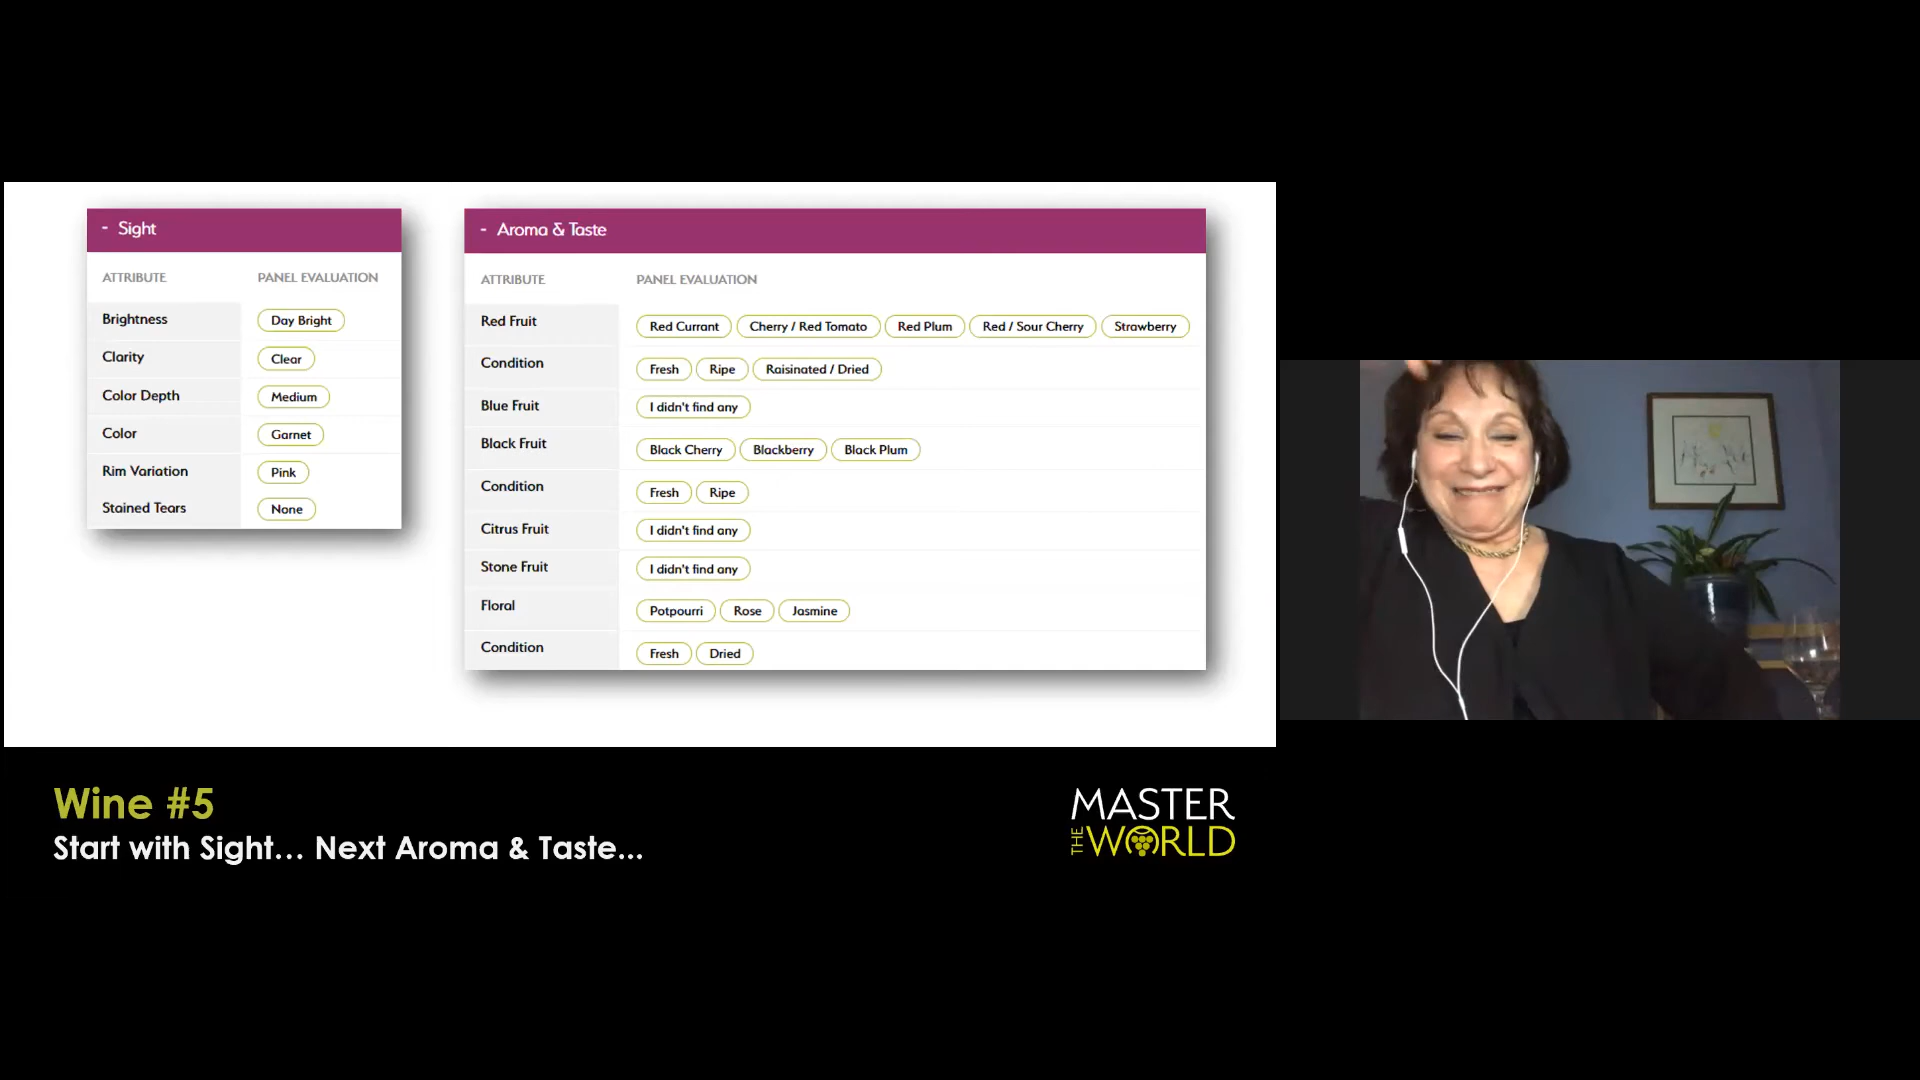 - Sight
ATTRIBUTE PANEL EVALUATION
Brightness Day Bright
Clarity Clear
Color Depth Medium
Color Garnet
Rim Variation Pink
Stained Tears None
- Aroma & Taste
ATTRIBUTE PANEL EVALUATION
Red Fruit Red Currant Cherry / Red Tomato Red Plum Red / Sour Cherry Strawberry
Condition Fresh Ripe Raisinated / Dried
Blue Fruit I didn't find any
Black Fruit Black Cherry Blackberry Black Plum
Condition Fresh Ripe
Citrus Fruit I didn't find any
Stone Fruit I didn't find any
Floral Potpourri Rose Jasmine
Condition Fresh Dried
Wine #5
Start with Sight... Next Aroma & Taste...
MASTER
THE WORLD